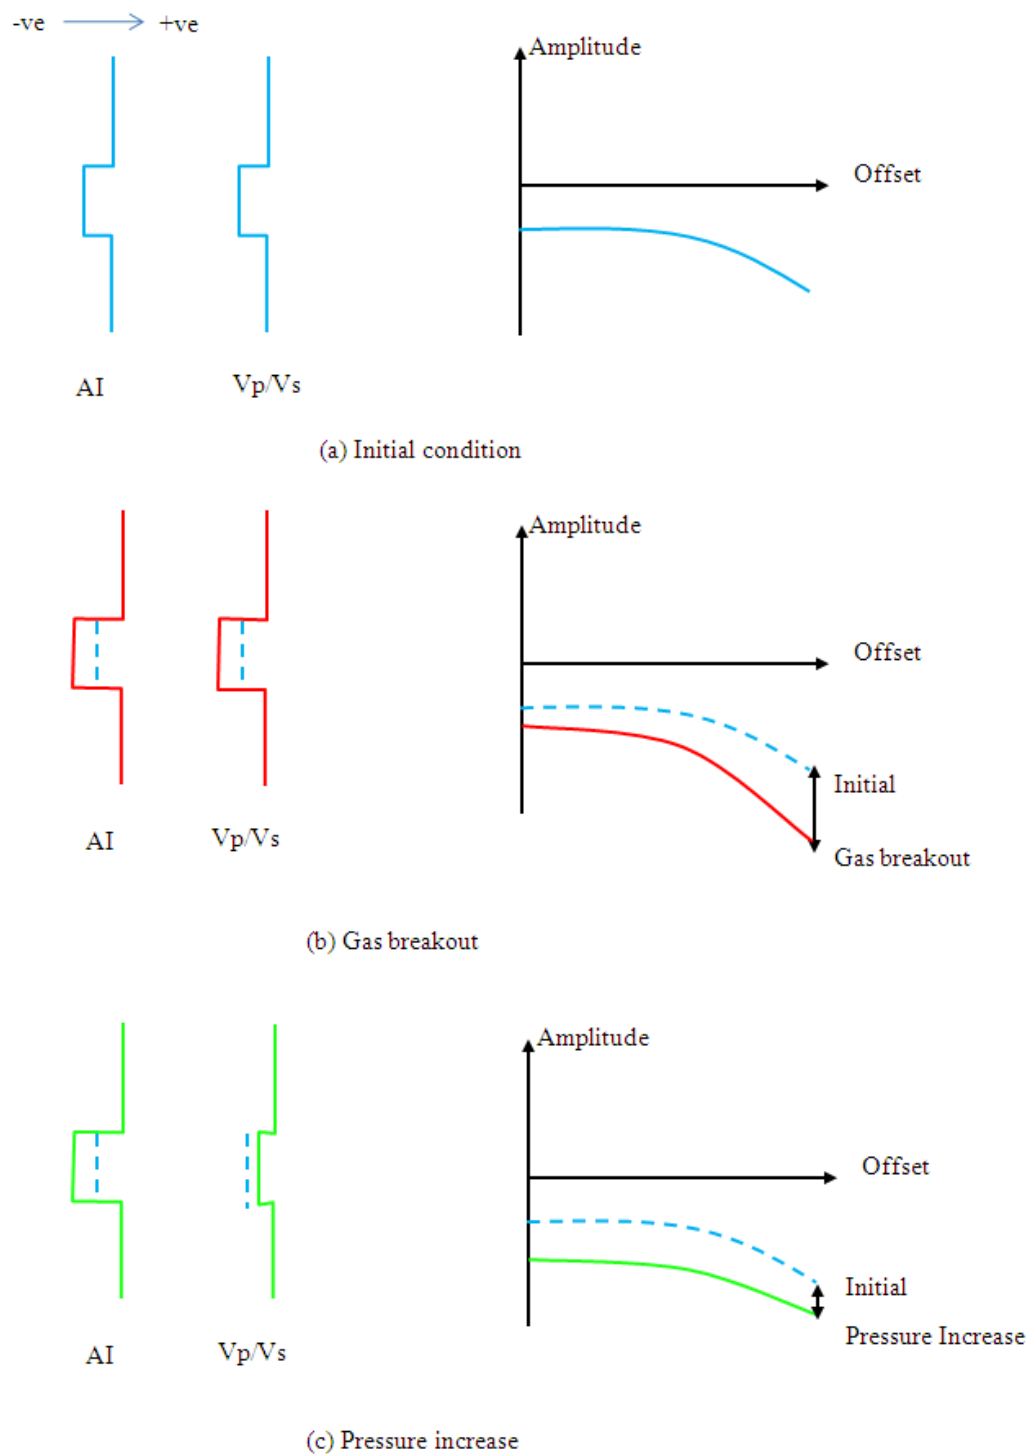 -ve +ve
Amplitude
Offset
AI Vp/Vs
(a) Initial condition
Amplitude
Offset
Initial
AI Vp/Vs
Gas breakout
(b) Gas breakout
Amplitude
Offset
Initial
Pressure Increase
AI Vp/Vs
(c) Pressure increase